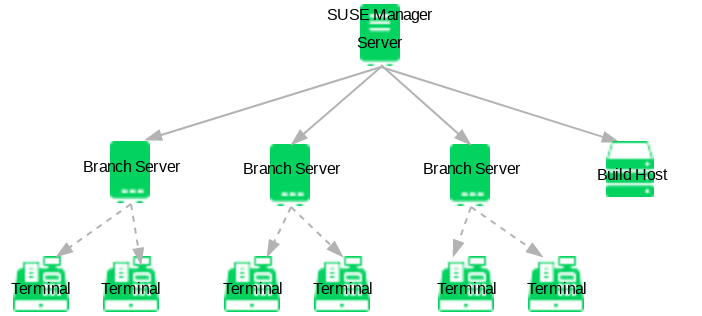 SUSE Manager
Server
Branch Server
Branch Server
Branch Server
Build Host
Terminal
Terminal
Terminal
Terminal
Terminal
Terminal